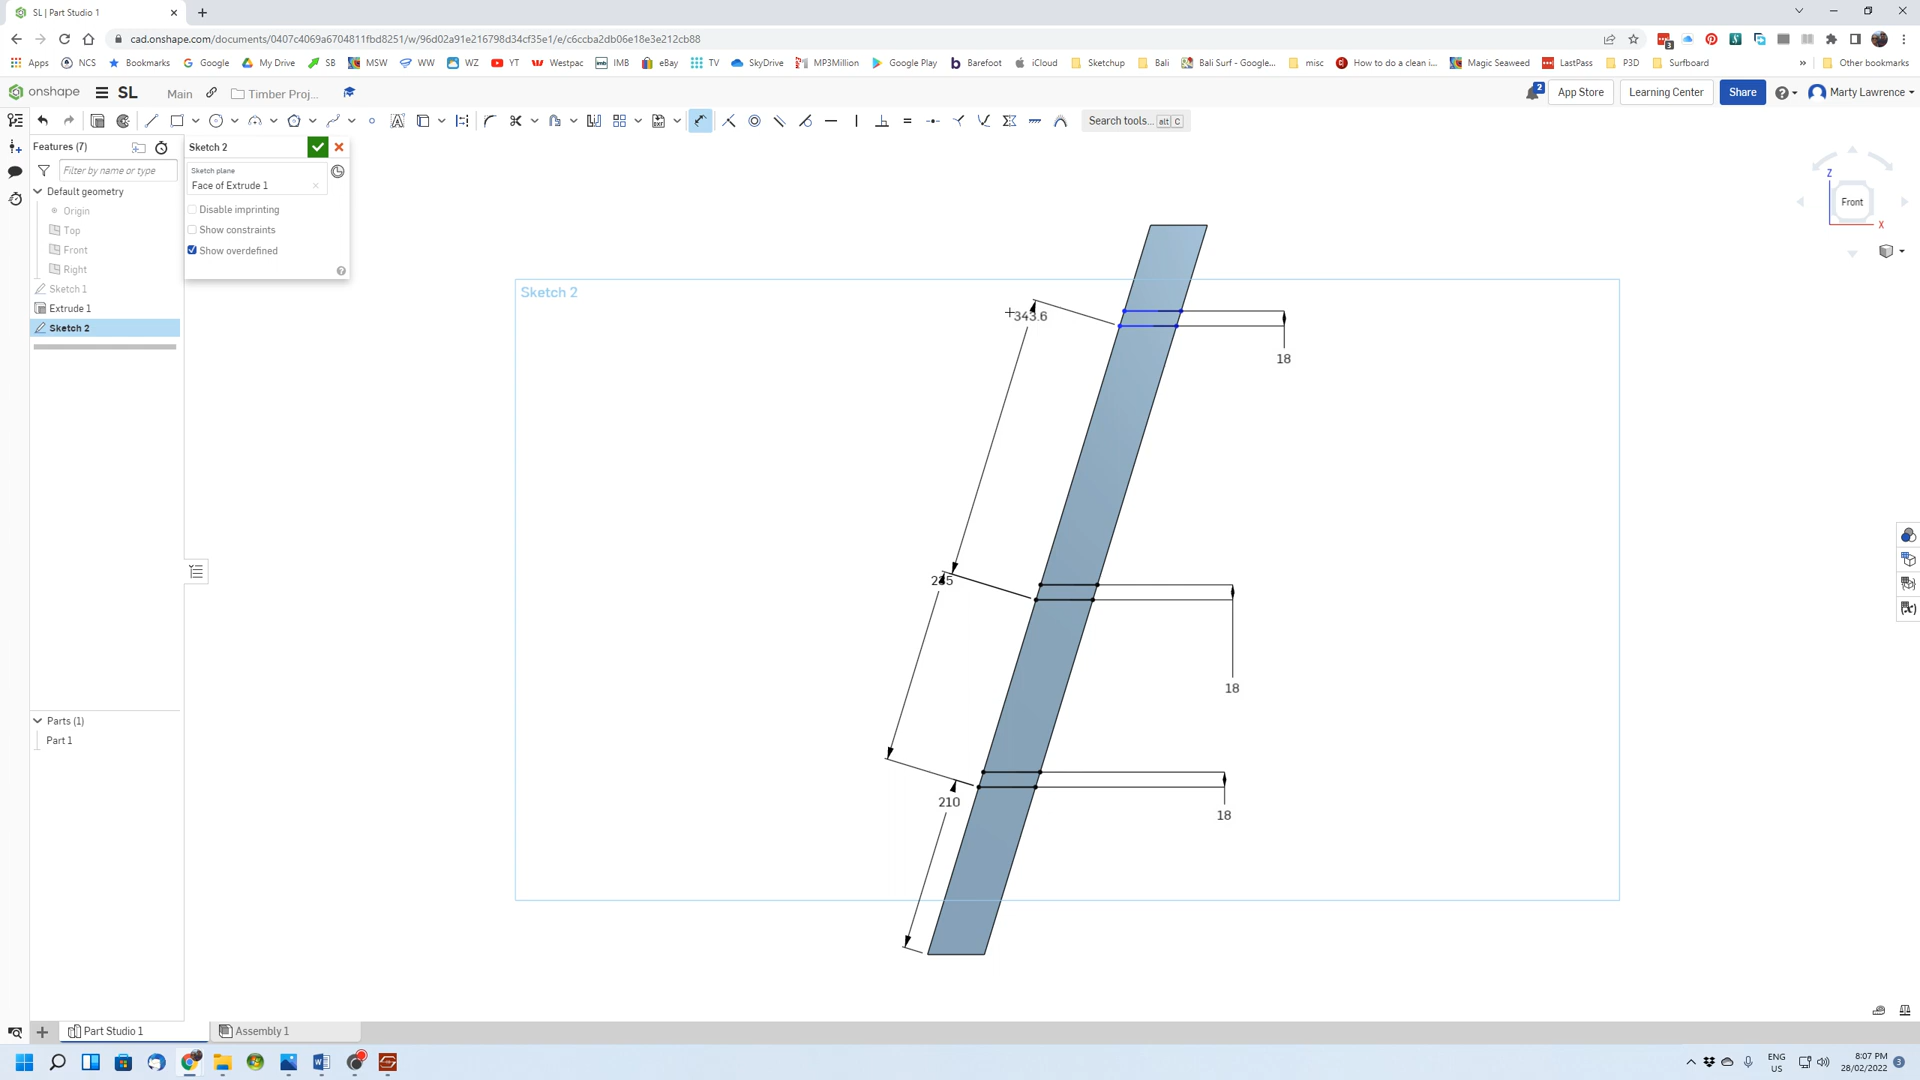 SL | Part Studio 1
cad.onshape.com/documents/0407c4069a6704811fbd8251/w/96d02a91e216798d34cf35e1/e/c6ccba2db06e18e3e212cb88
Apps NCS Bookmarks Google My Drive SB MSW WW WZ YT Westpac IMB eBay TV SkyDrive MP3Million Google Play Barefoot iCloud Sketchup Bali Bali Surf - Google... misc How to do a clean i... Magic Seaweed LastPass P3D Surfboard » Other bookmarks
onshape SL Main Timber Proj... 2 App Store Learning Center Share Marty Lawrence
Search tools... alt C
Features (7)
Filter by name or type
Default geometry
Origin
Top
Front
Right
Sketch 1
Extrude 1
Sketch 2
Sketch 2
Sketch plane
Face of Extrude 1
Disable imprinting
Show constraints
Show overdefined
Z
Front
X
Sketch 2
343.6
18
235
18
210
18
Parts (1)
Part 1
Part Studio 1 Assembly 1
ENG
US
8:07 PM
28/02/2022
3